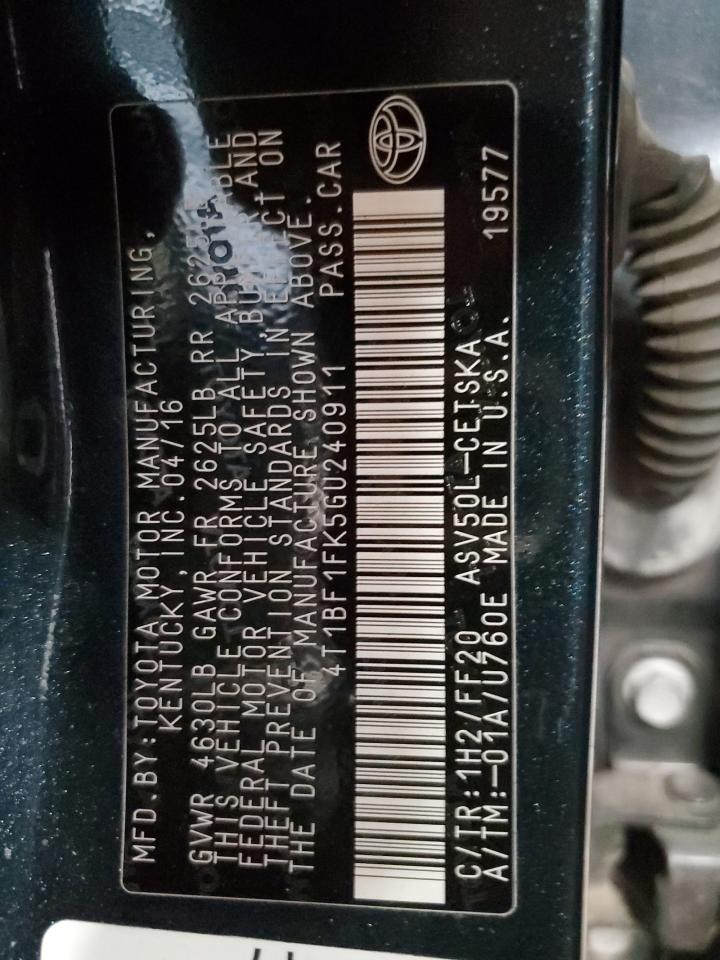 MFD.BY:TOYOTA MOTOR MANUFACTURING,
KENTUCKY, INC. 04/16
GVWR 4630LB GAWR FR 2625LB RR 2625LB
THIS VEHICLE CONFORMS TO ALL APPLICABLE
FEDERAL MOTOR VEHICLE SAFETY, BUMPER AND
THEFT PREVENTION STANDARDS IN EFFECT ON
THE DATE OF MANUFACTURE SHOWN ABOVE.
4T1BF1FK5GU240911 PASS.CAR
C/TR:1H2/FF20 ASV50L-CETSKA
A/TM:-01A/U760E MADE IN U.S.A. 19577